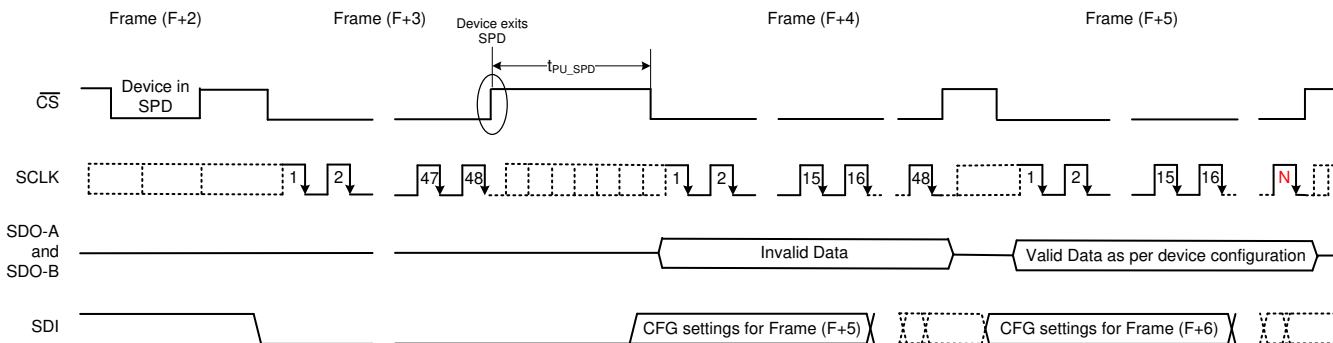 Frame (F+2)
Frame (F+3)
Frame (F+4)
Frame (F+5)
Device exits
SPD
tPU_SPD
CS
Device in
SPD
SCLK
1 2 47 48 1 2 15 16 48 1 2 15 16 N
SDO-A
and
SDO-B
Invalid Data
Valid Data as per device configuration
SDI
CFG settings for Frame (F+5)
CFG settings for Frame (F+6)